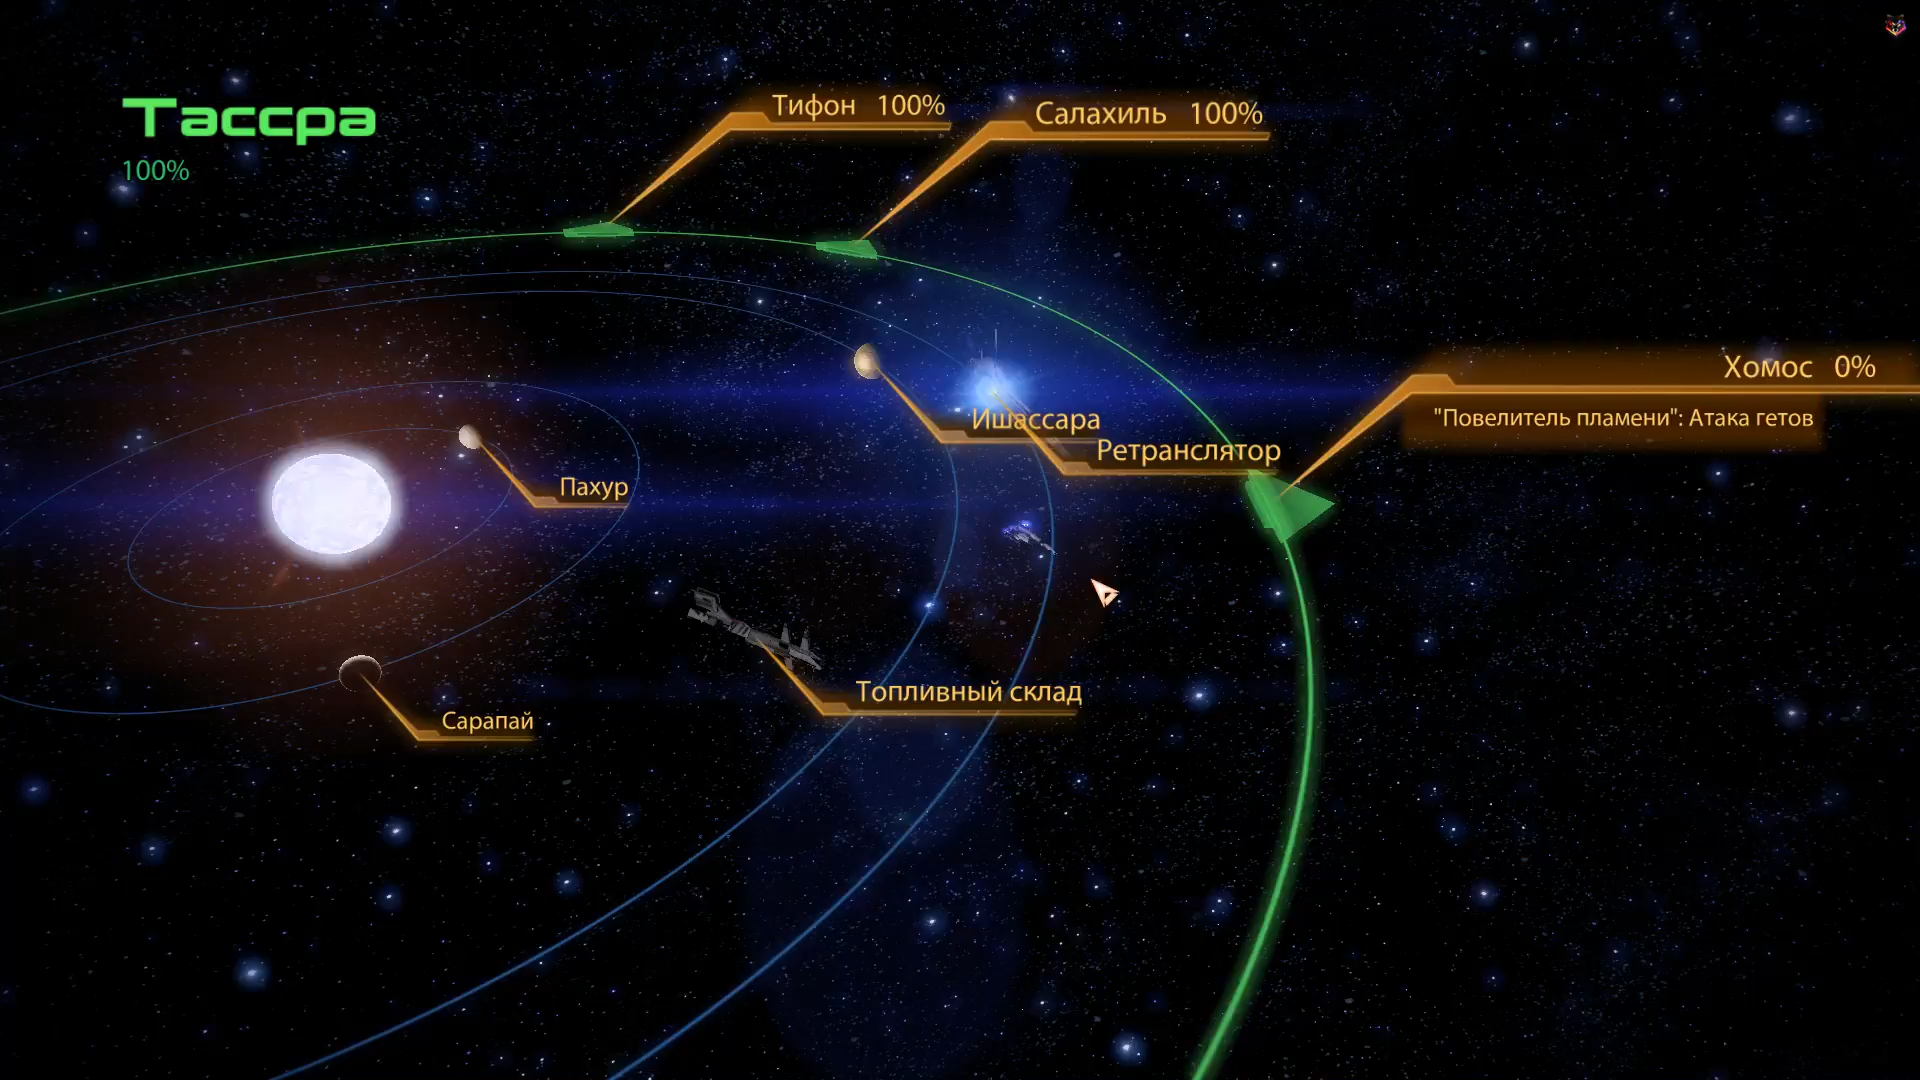 Тассра
100%
Тифон 100%
Салахиль 100%
Хомос 0%
"Повелитель пламени": Атака гетов
Ишассара
Ретранслятор
Пахур
Топливный склад
Сарапай